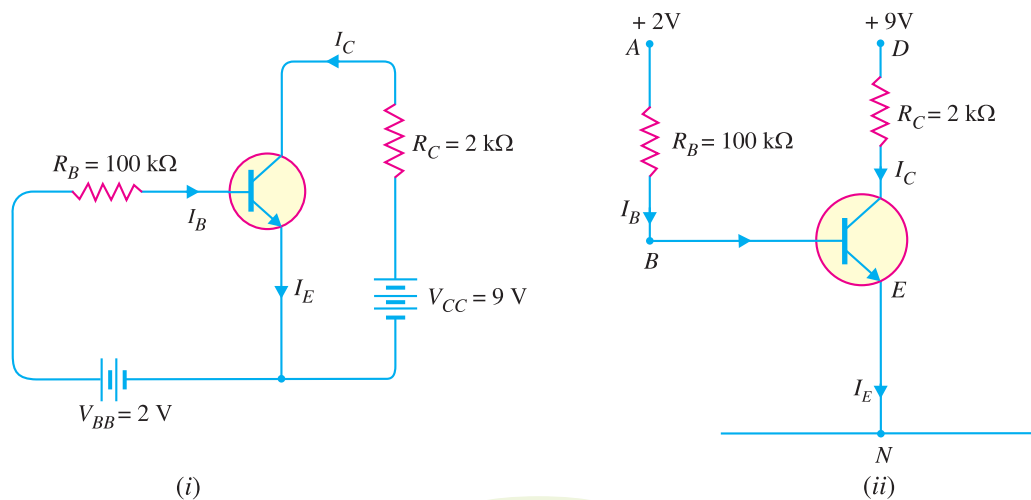 I_C
R_C = 2 kΩ
R_B = 100 kΩ
I_B
I_E
V_CC = 9 V
V_BB = 2 V
(i)
+ 2V
A
+ 9V
D
R_B = 100 kΩ
R_C = 2 kΩ
I_C
I_B
B
E
I_E
N
(ii)